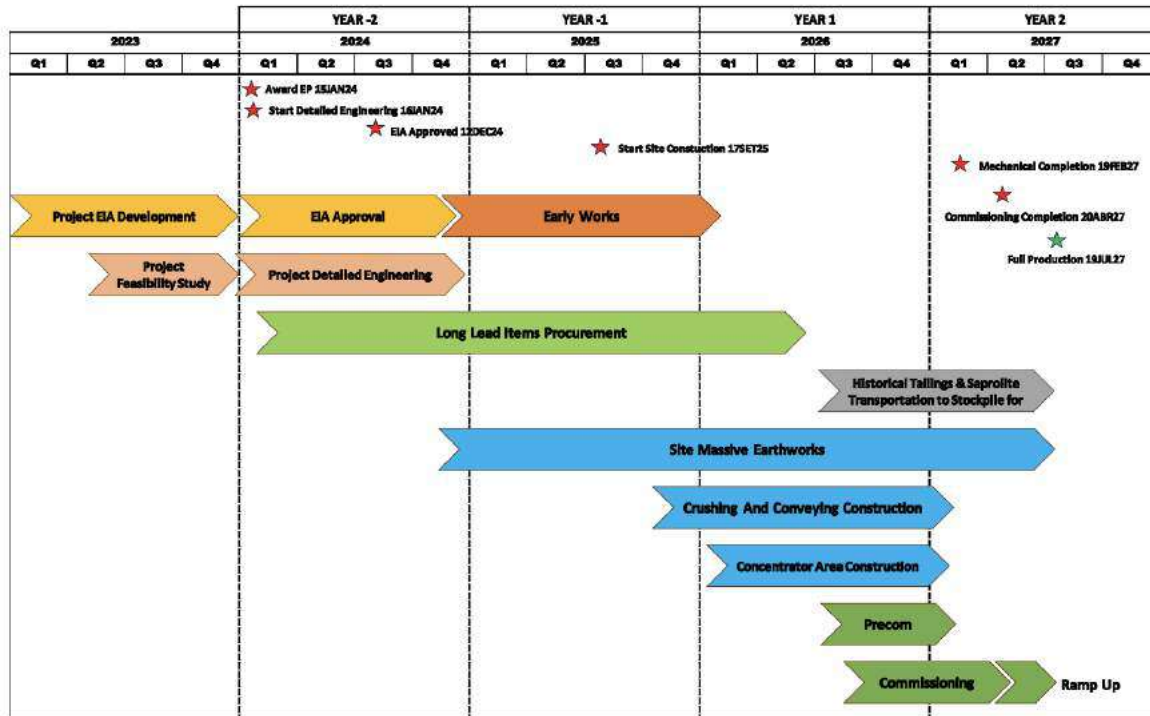 YEAR -2 YEAR -1 YEAR 1 YEAR 2
2023 2024 2025 2026 2027
Q1 Q2 Q3 Q4 Q1 Q2 Q3 Q4 Q1 Q2 Q3 Q4 Q1 Q2 Q3 Q4 Q1 Q2 Q3 Q4
Award EP 15JAN24
Start Detailed Engineering 16JAN24
EIA Approved 12DEC24
Start Site Constuction 17SET25
Mechanical Completion 19FEB27
Commissioning Completion 20ABR27
Full Production 19JUL27
Project EIA Development
EIA Approval
Early Works
Project
Feasibility Study
Project Detailed Engineering
Long Lead Items Procurement
Historical Tailings & Saprolite
Transportation to Stockpile for
Site Massive Earthworks
Crushing And Conveying Construction
Concentrator Area Construction
Precom
Commissioning
Ramp Up